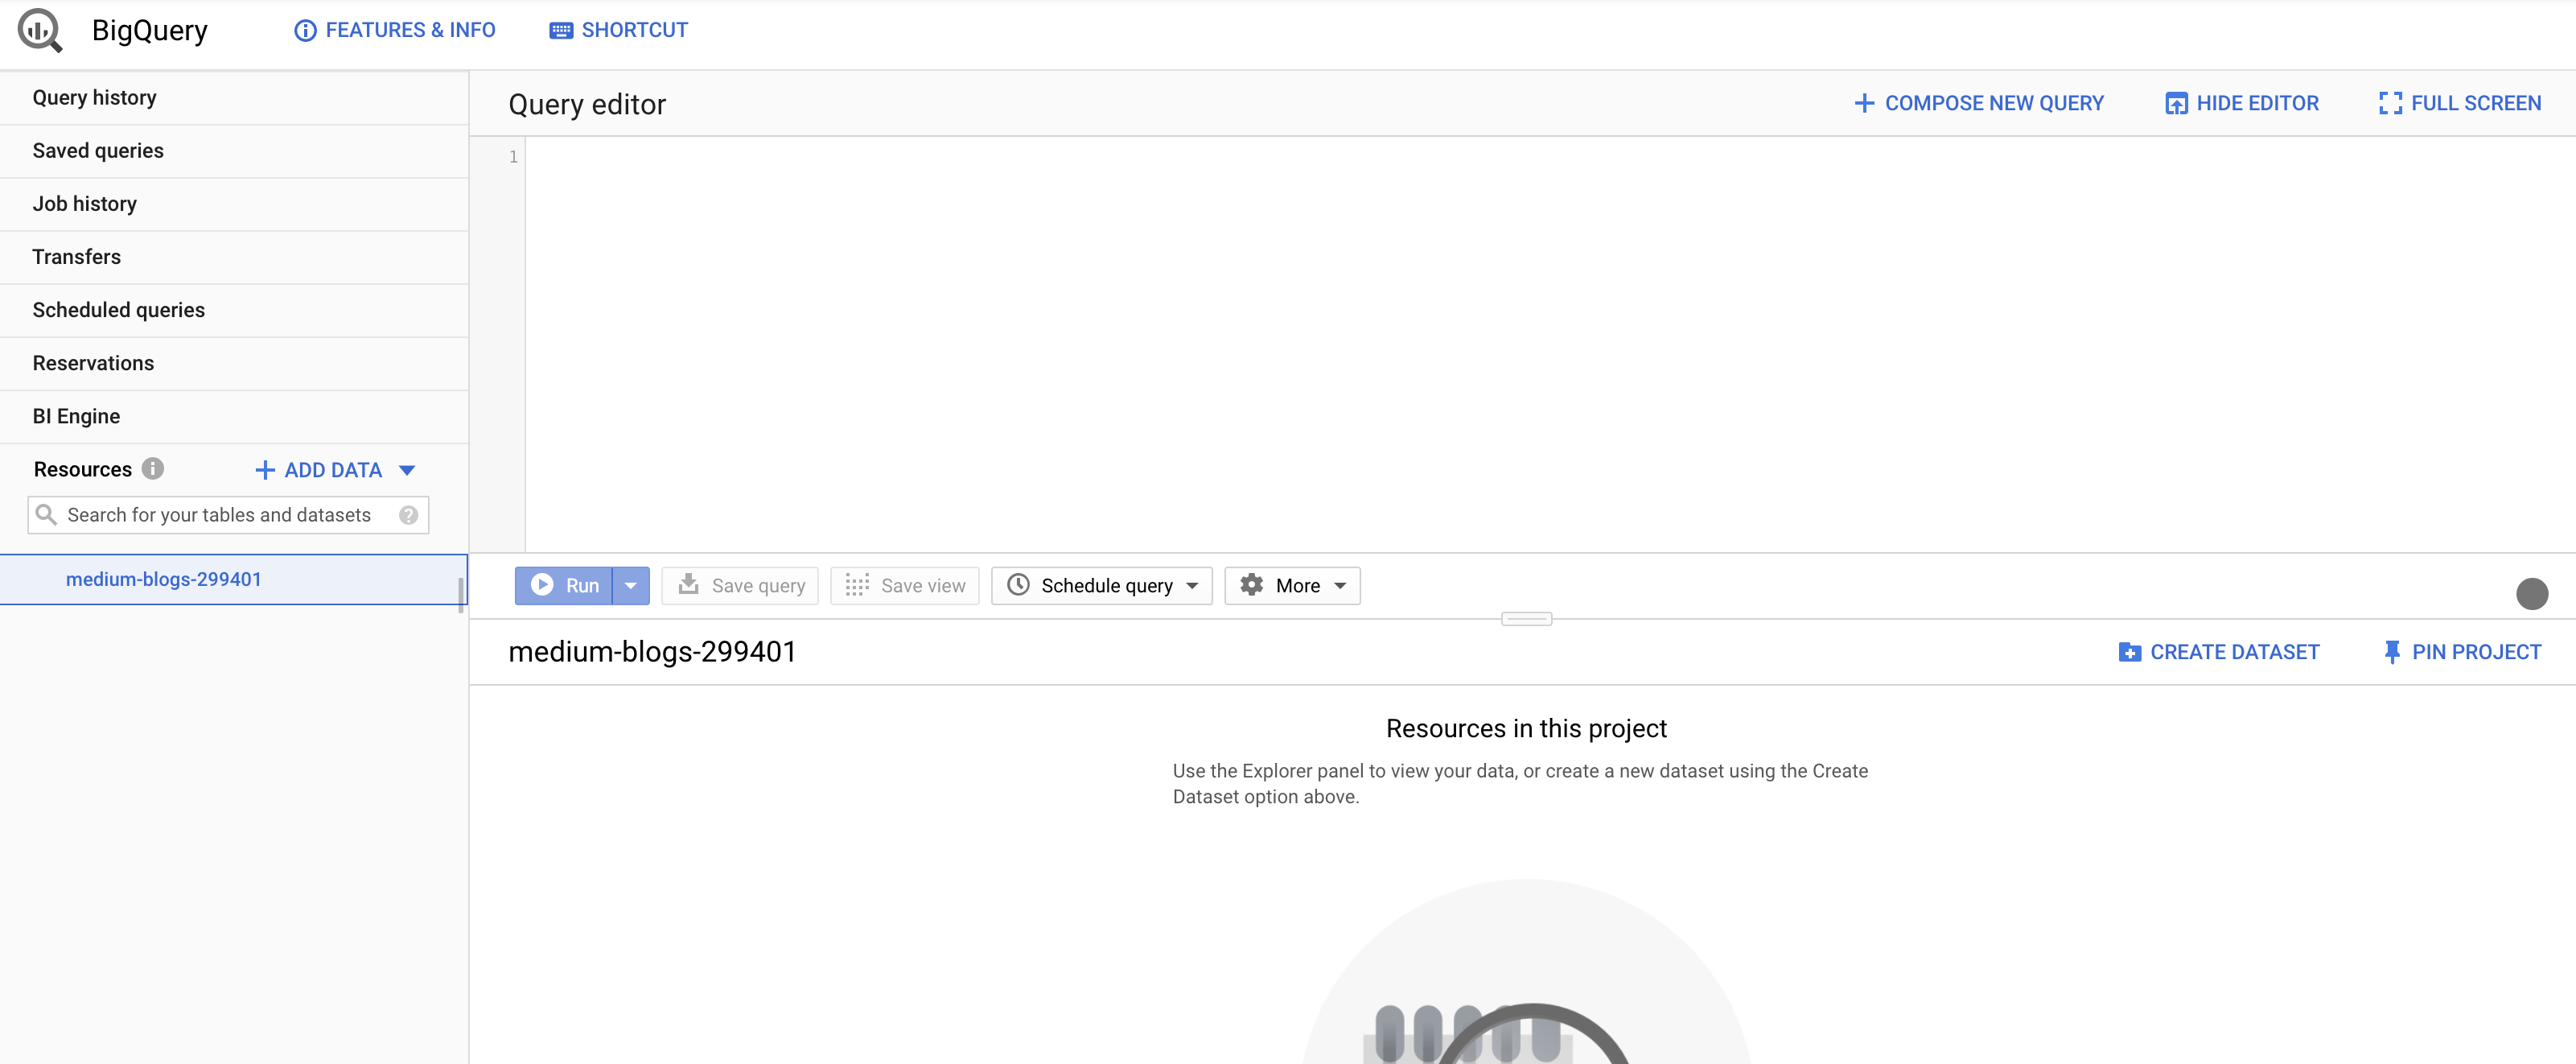 BigQuery FEATURES & INFO SHORTCUT
Query history
Saved queries
Job history
Transfers
Scheduled queries
Reservations
BI Engine
Resources ADD DATA
Search for your tables and datasets
medium-blogs-299401
Query editor COMPOSE NEW QUERY HIDE EDITOR FULL SCREEN
1
Run Save query Save view Schedule query More
medium-blogs-299401 CREATE DATASET PIN PROJECT
Resources in this project
Use the Explorer panel to view your data, or create a new dataset using the Create
Dataset option above.